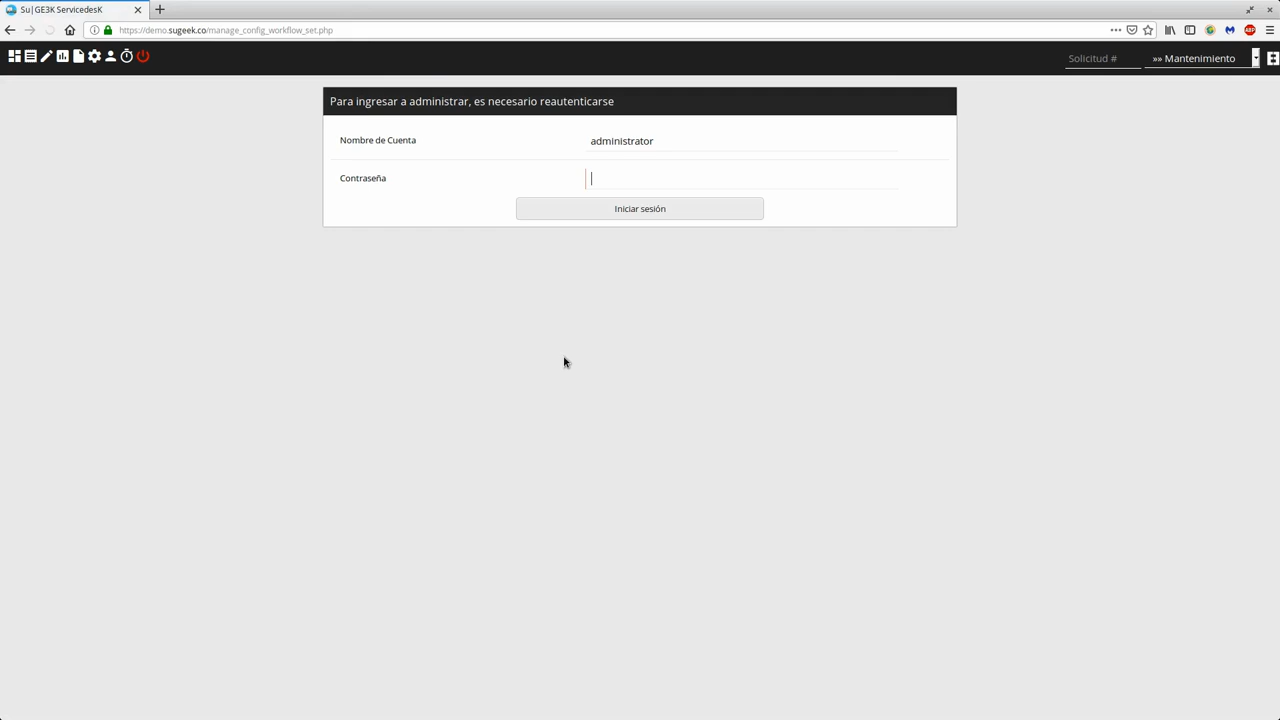 Su|GE3K ServicedesK
https://demo.sugeek.co/manage_config_workflow_set.php
Solicitud #
»» Mantenimiento
Para ingresar a administrar, es necesario reautenticarse
Nombre de Cuenta administrator
Contraseña
Iniciar sesión
ABP